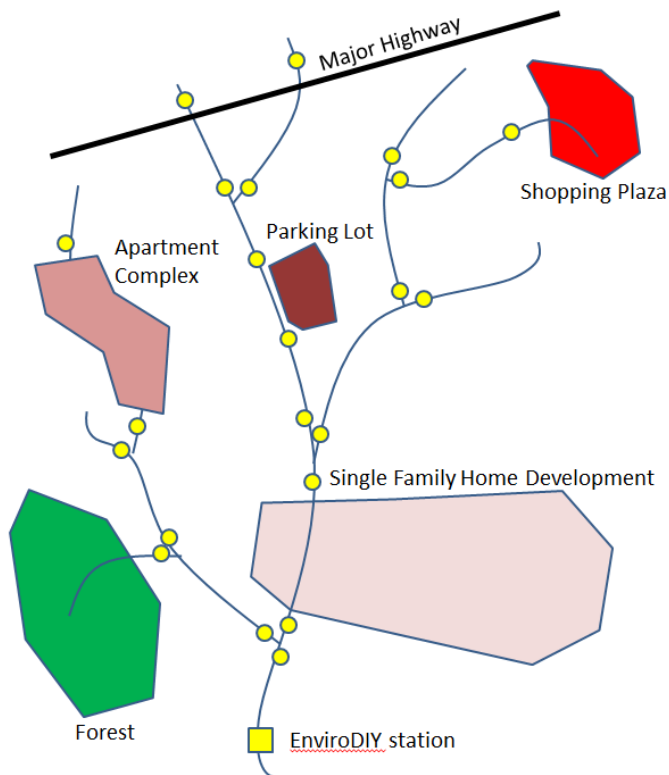 Major Highway
Shopping Plaza
Parking Lot
Apartment
Complex
Single Family Home Development
Forest
EnviroDIY station